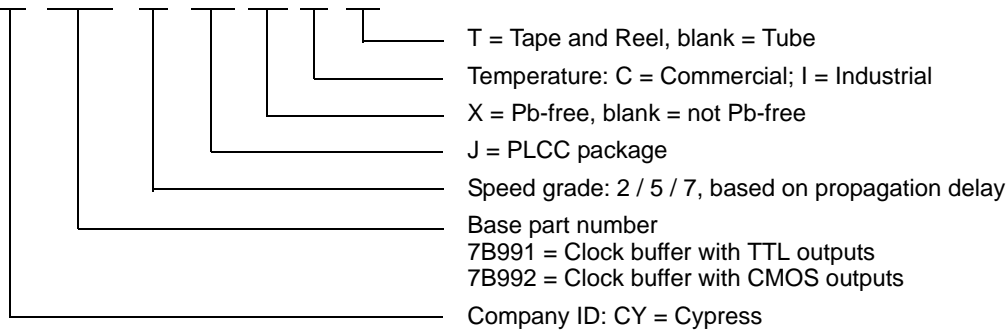 T = Tape and Reel, blank = Tube
Temperature: C = Commercial; I = Industrial
X = Pb-free, blank = not Pb-free
J = PLCC package
Speed grade: 2 / 5 / 7, based on propagation delay
Base part number
7B991 = Clock buffer with TTL outputs
7B992 = Clock buffer with CMOS outputs
Company ID: CY = Cypress